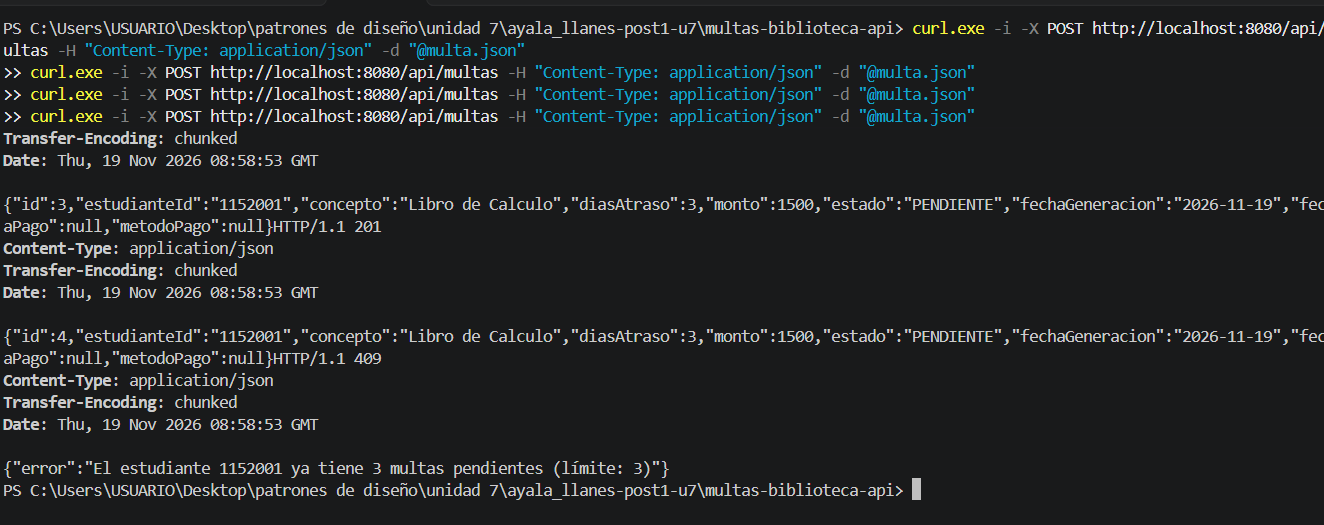 PS C:\Users\USUARIO\Desktop\patrones de diseño\unidad 7\ayala_llanes-post1-u7\multas-biblioteca-api> curl.exe -i -X POST http://localhost:8080/api/
ultas -H "Content-Type: application/json" -d "@multa.json"
>> curl.exe -i -X POST http://localhost:8080/api/multas -H "Content-Type: application/json" -d "@multa.json"
>> curl.exe -i -X POST http://localhost:8080/api/multas -H "Content-Type: application/json" -d "@multa.json"
>> curl.exe -i -X POST http://localhost:8080/api/multas -H "Content-Type: application/json" -d "@multa.json"
Transfer-Encoding: chunked
Date: Thu, 19 Nov 2026 08:58:53 GMT
{"id":3,"estudianteId":"1152001","concepto":"Libro de Calculo","diasAtraso":3,"monto":1500,"estado":"PENDIENTE","fechaGeneracion":"2026-11-19","fec
aPago":null,"metodoPago":null}HTTP/1.1 201
Content-Type: application/json
Transfer-Encoding: chunked
Date: Thu, 19 Nov 2026 08:58:53 GMT
{"id":4,"estudianteId":"1152001","concepto":"Libro de Calculo","diasAtraso":3,"monto":1500,"estado":"PENDIENTE","fechaGeneracion":"2026-11-19","fec
aPago":null,"metodoPago":null}HTTP/1.1 409
Content-Type: application/json
Transfer-Encoding: chunked
Date: Thu, 19 Nov 2026 08:58:53 GMT
{"error":"El estudiante 1152001 ya tiene 3 multas pendientes (límite: 3)"}
PS C:\Users\USUARIO\Desktop\patrones de diseño\unidad 7\ayala_llanes-post1-u7\multas-biblioteca-api>